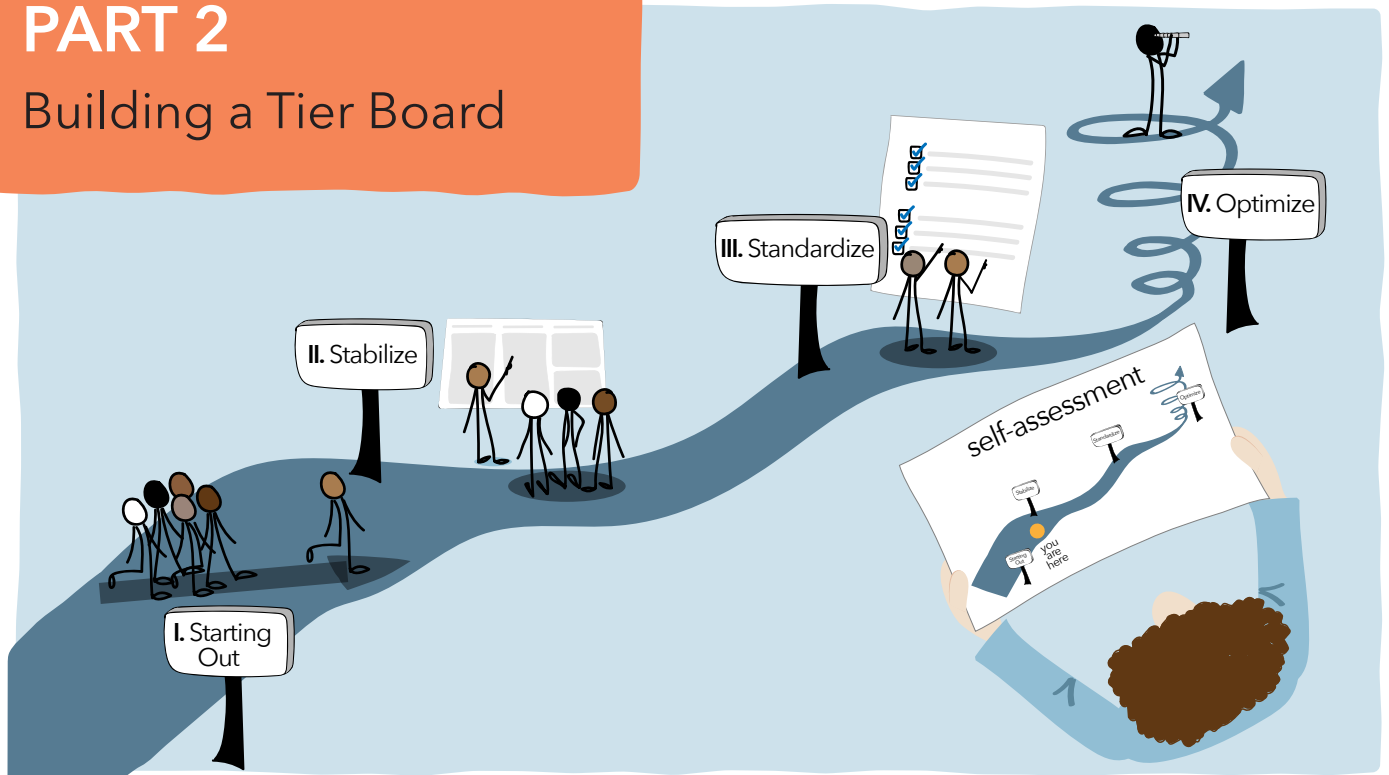 PART 2
Building a Tier Board
IV. Optimize
III. Standardize
II. Stabilize
I. Starting
Out
self-assessment
Optimize
Standardize
Stabilize
Starting
Out
you
are
here